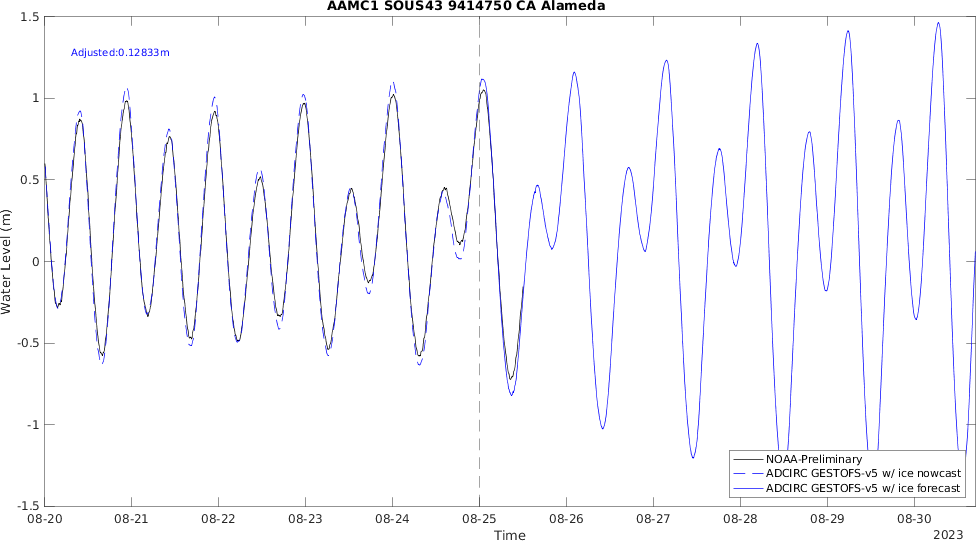 AAMC1 SOUS43 9414750 CA Alameda
Adjusted:0.12833m
1.5
1
0.5
0
-0.5
-1
-1.5
Water Level (m)
NOAA-Preliminary
ADCIRC GESTOFS-v5 w/ ice nowcast
ADCIRC GESTOFS-v5 w/ ice forecast
08-20 08-21 08-22 08-23 08-24 08-25 08-26 08-27 08-28 08-29 08-30
Time
2023